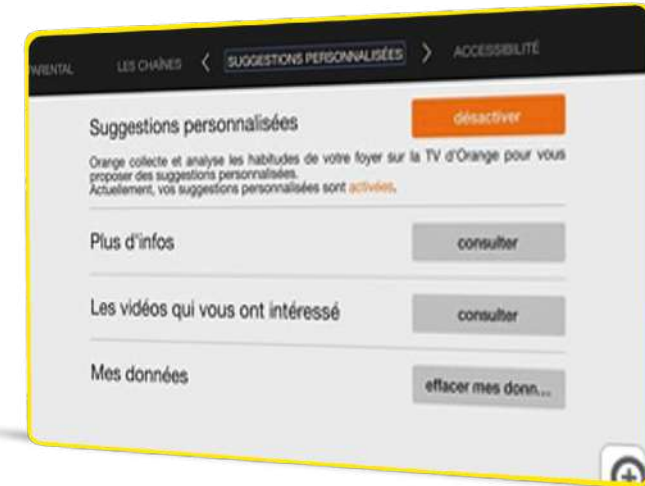 PARENTAL LES CHAÎNES < SUGGESTIONS PERSONNALISÉES > ACCESSIBILITÉ
Suggestions personnalisées désactiver
Orange collecte et analyse les habitudes de votre foyer sur la TV d'Orange pour vous
proposer des suggestions personnalisées.
Actuellement, vos suggestions personnalisées sont activées.
Plus d'infos consulter
Les vidéos qui vous ont intéressé consulter
Mes données effacer mes donn...